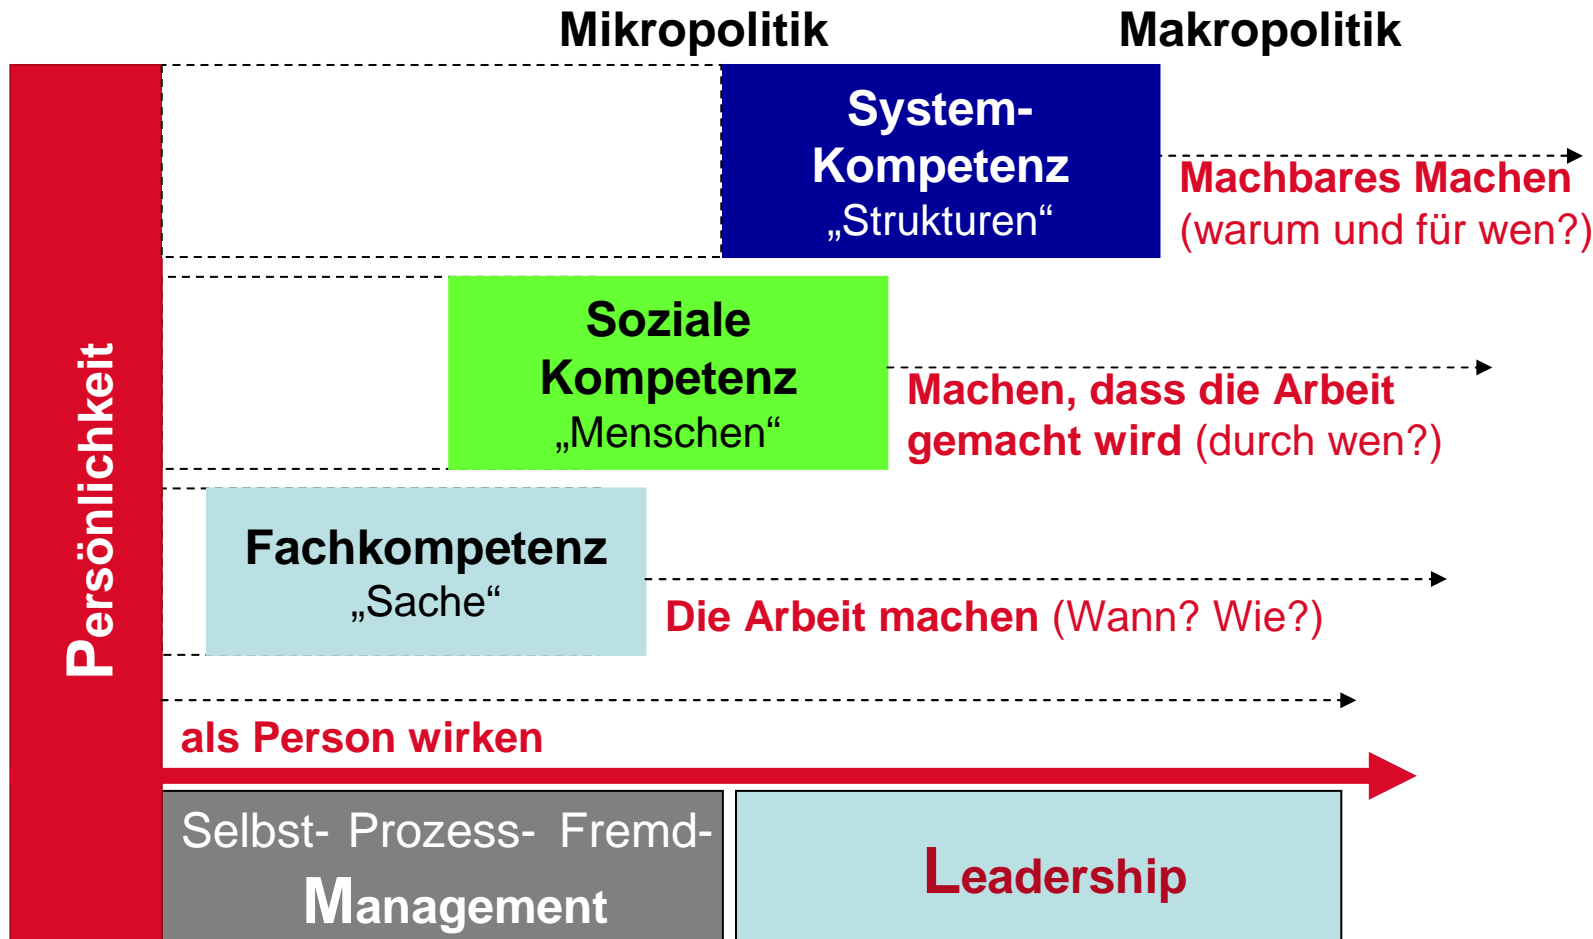 Mikropolitik
Makropolitik
Persönlichkeit
System-
Kompetenz
„Strukturen“
Machbares Machen
(warum und für wen?)
Soziale
Kompetenz
„Menschen“
Machen, dass die Arbeit
gemacht wird (durch wen?)
Fachkompetenz
„Sache“
Die Arbeit machen (Wann? Wie?)
als Person wirken
Selbst- Prozess- Fremd-
Management
Leadership